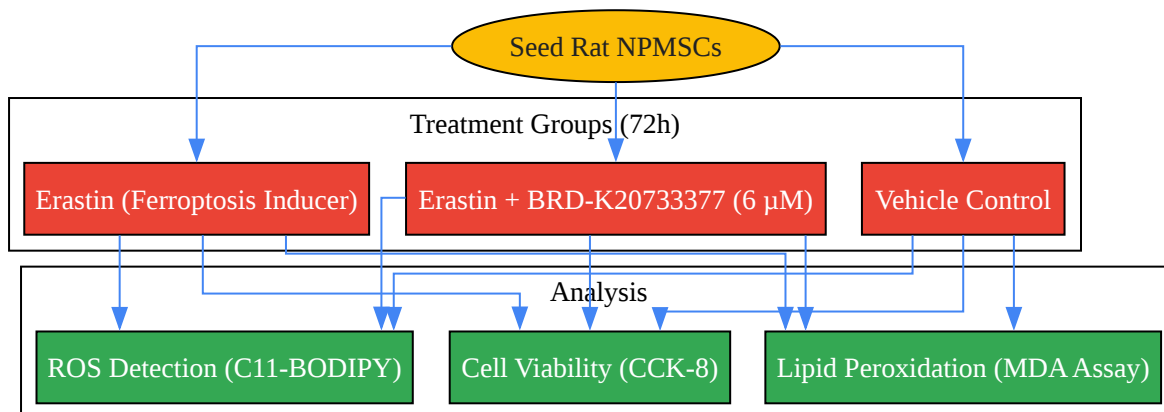 Seed Rat NPMSCs
Treatment Groups (72h)
Erastin (Ferroptosis Inducer)
Erastin + BRD-K20733377 (6 µM)
Vehicle Control
Analysis
ROS Detection (C11-BODIPY)
Cell Viability (CCK-8)
Lipid Peroxidation (MDA Assay)